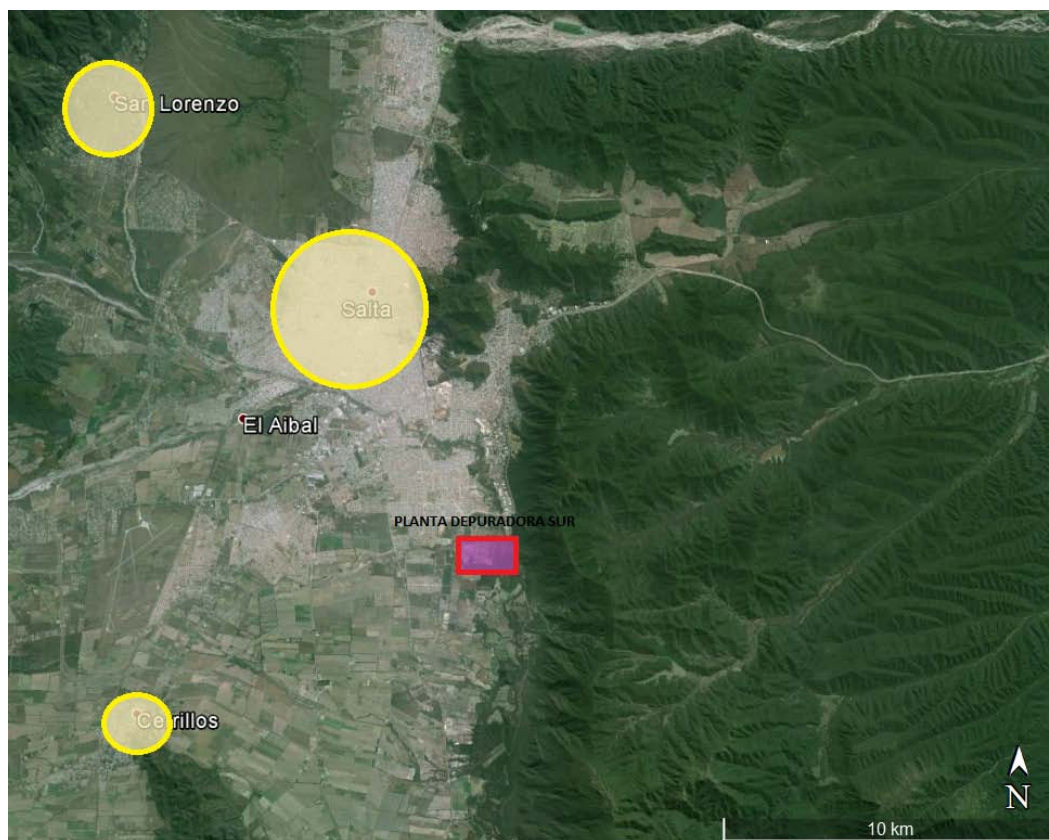 San Lorenzo
Salta
El Aibal
PLANTA DEPURADORA SUR
Cerrillos
N
10 km